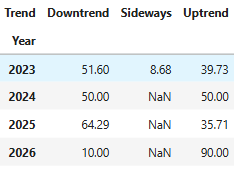 Trend Downtrend Sideways Uptrend
Year
2023 51.60 8.68 39.73
2024 50.00 NaN 50.00
2025 64.29 NaN 35.71
2026 10.00 NaN 90.00